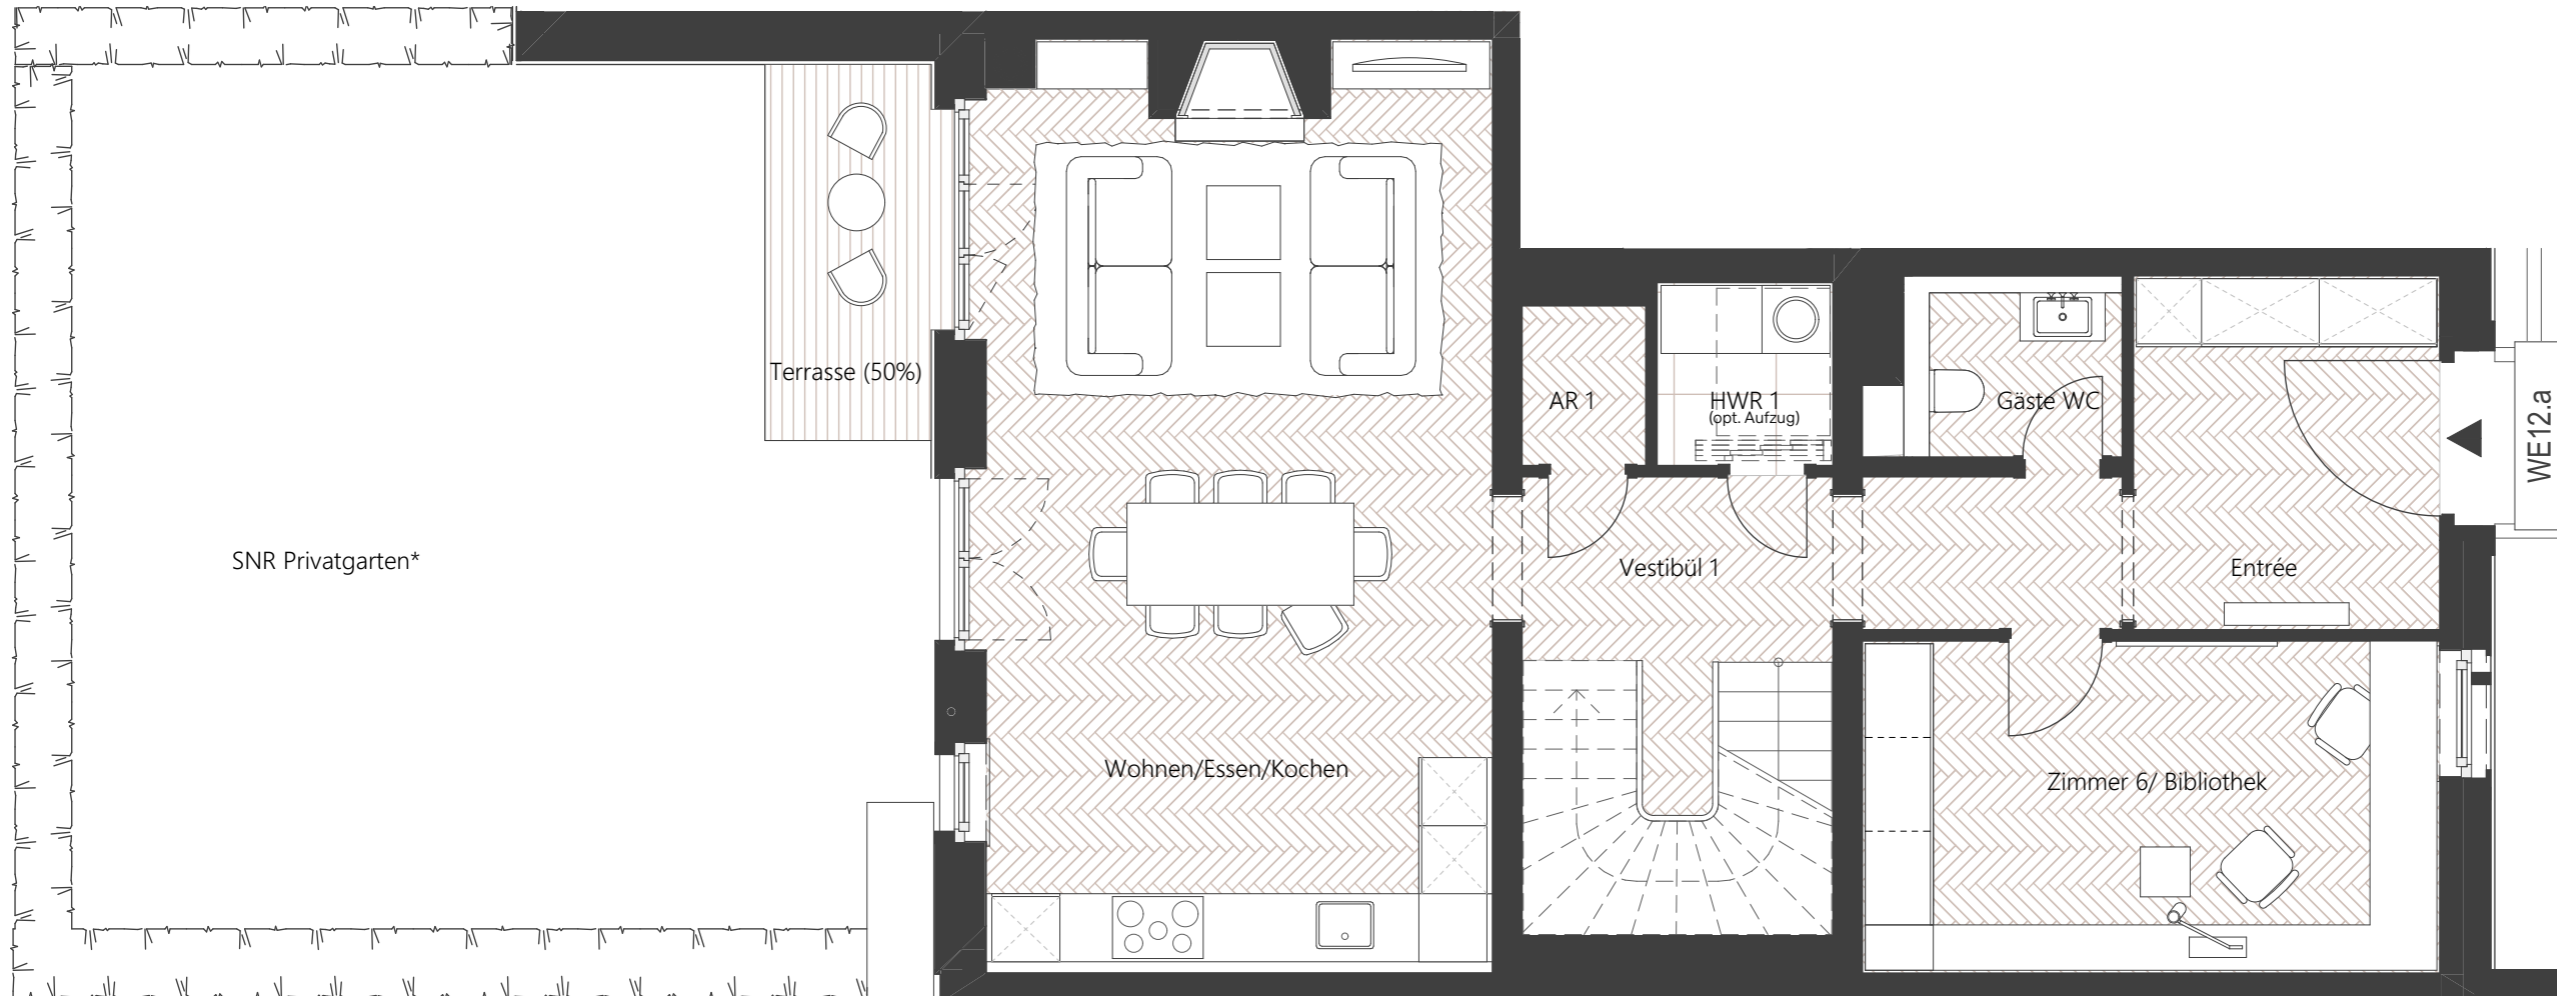 Terrasse (50%)
SNR Privatgarten*
Wohnen/Essen/Kochen
AR 1
HWR 1
(opt. Aufzug)
Vestibül 1
Gäste WC
Entrée
Zimmer 6/ Bibliothek
WE12.a